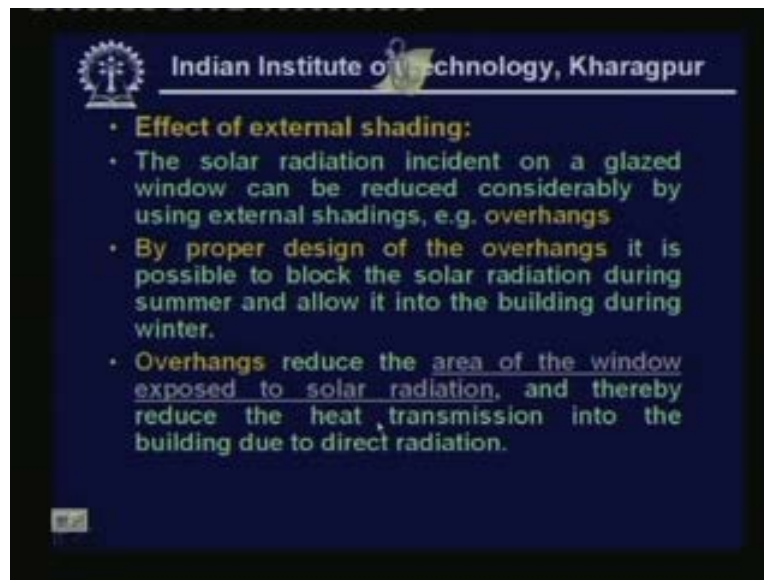 Indian Institute of Technology, Kharagpur
• Effect of external shading:
• The solar radiation incident on a glazed
window can be reduced considerably by
using external shadings, e.g. overhangs
• By proper design of the overhangs it is
possible to block the solar radiation during
summer and allow it into the building during
winter.
• Overhangs reduce the area of the window
exposed to solar radiation, and thereby
reduce the heat transmission into the
building due to direct radiation.